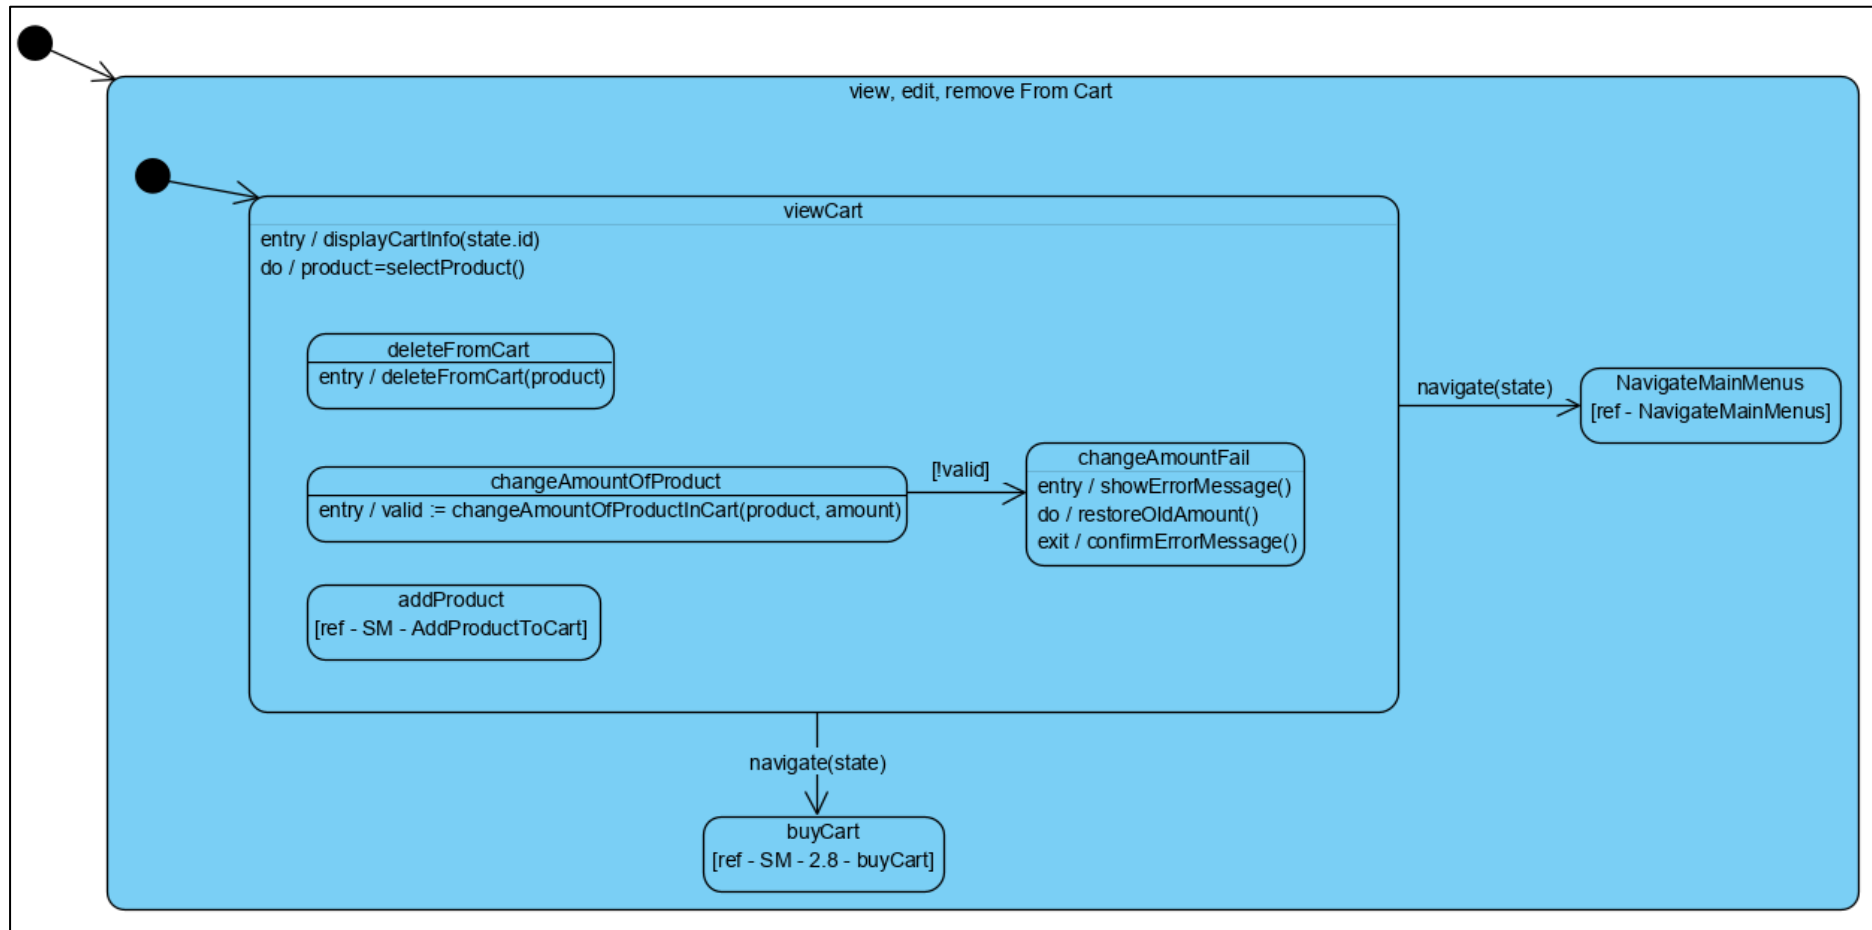 view, edit, remove From Cart
viewCart
entry / displayCartInfo(state.id)
do / product:=selectProduct()
deleteFromCart
entry / deleteFromCart(product)
changeAmountOfProduct
entry / valid := changeAmountOfProductInCart(product, amount)
[!valid]
changeAmountFail
entry / showErrorMessage()
do / restoreOldAmount()
exit / confirmErrorMessage()
addProduct
[ref - SM - AddProductToCart]
navigate(state)
NavigateMainMenus
[ref - NavigateMainMenus]
navigate(state)
buyCart
[ref - SM - 2.8 - buyCart]